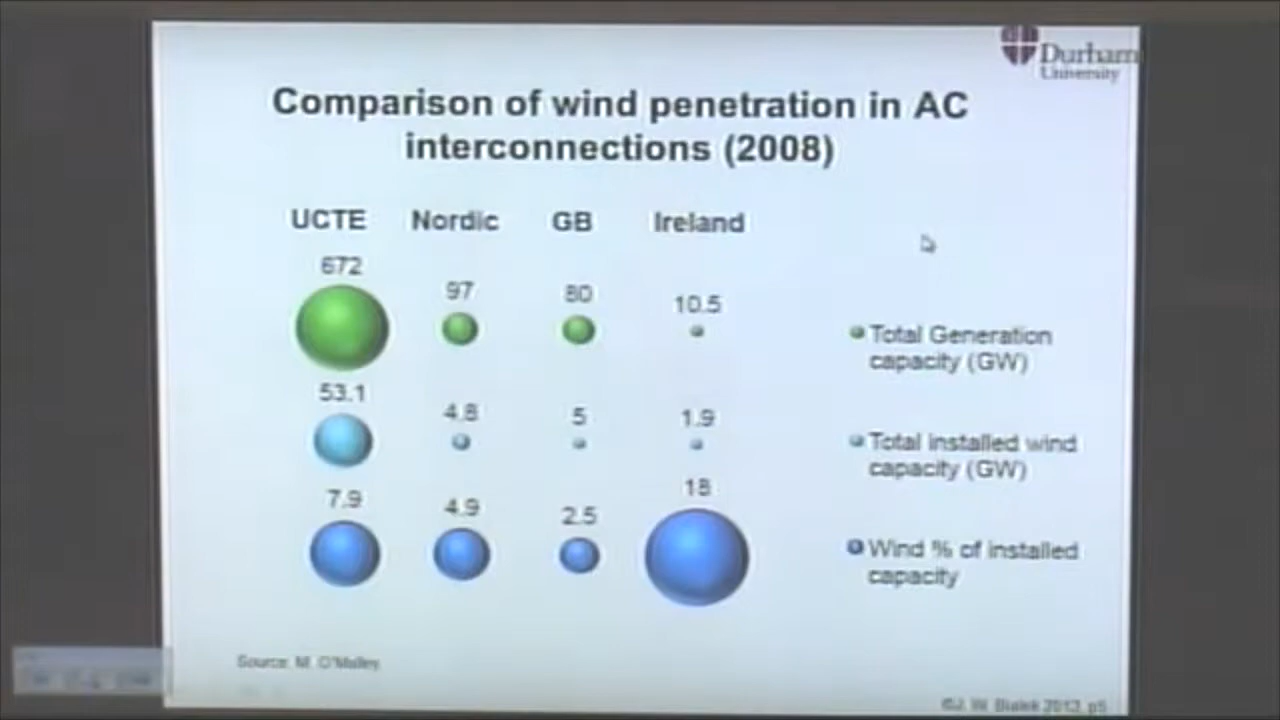 Durham
University
Comparison of wind penetration in AC
interconnections (2008)
UCTE Nordic GB Ireland
672 97 80 10.5
Total Generation
capacity (GW)
53.1 4.8 5 1.9
Total installed wind
capacity (GW)
7.9 4.9 2.5 18
Wind % of installed
capacity
Source: M. O'Malley
©J. W. Bialek 2013, p5